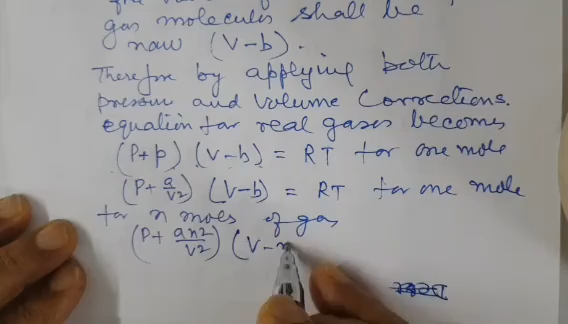 gas molecules shall be
now (V-b).
Therefore by applying both
pressure and volume Corrections.
equation for real gases becomes
(P+p) (V-b) = RT for one mole
(P+ a/V2) (V-b) = RT for one mole
for n moles of gas
(P+ an2/V2) (V-n